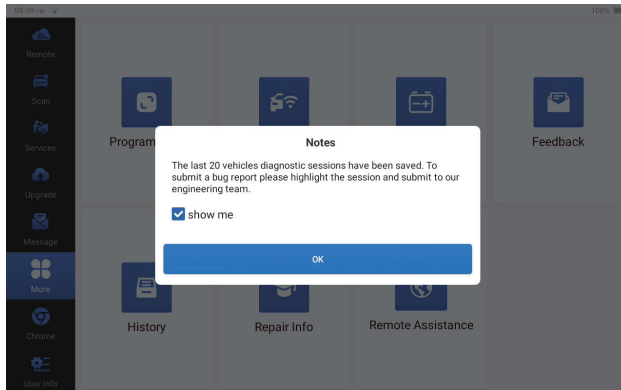 08:09 PM
100%
Remote
Scan
Services
Upgrade
Message
More
Chrome
User Info
Program
Feedback
Notes
The last 20 vehicles diagnostic sessions have been saved. To
submit a bug report please highlight the session and submit to our
engineering team.
show me
OK
History
Repair Info
Remote Assistance